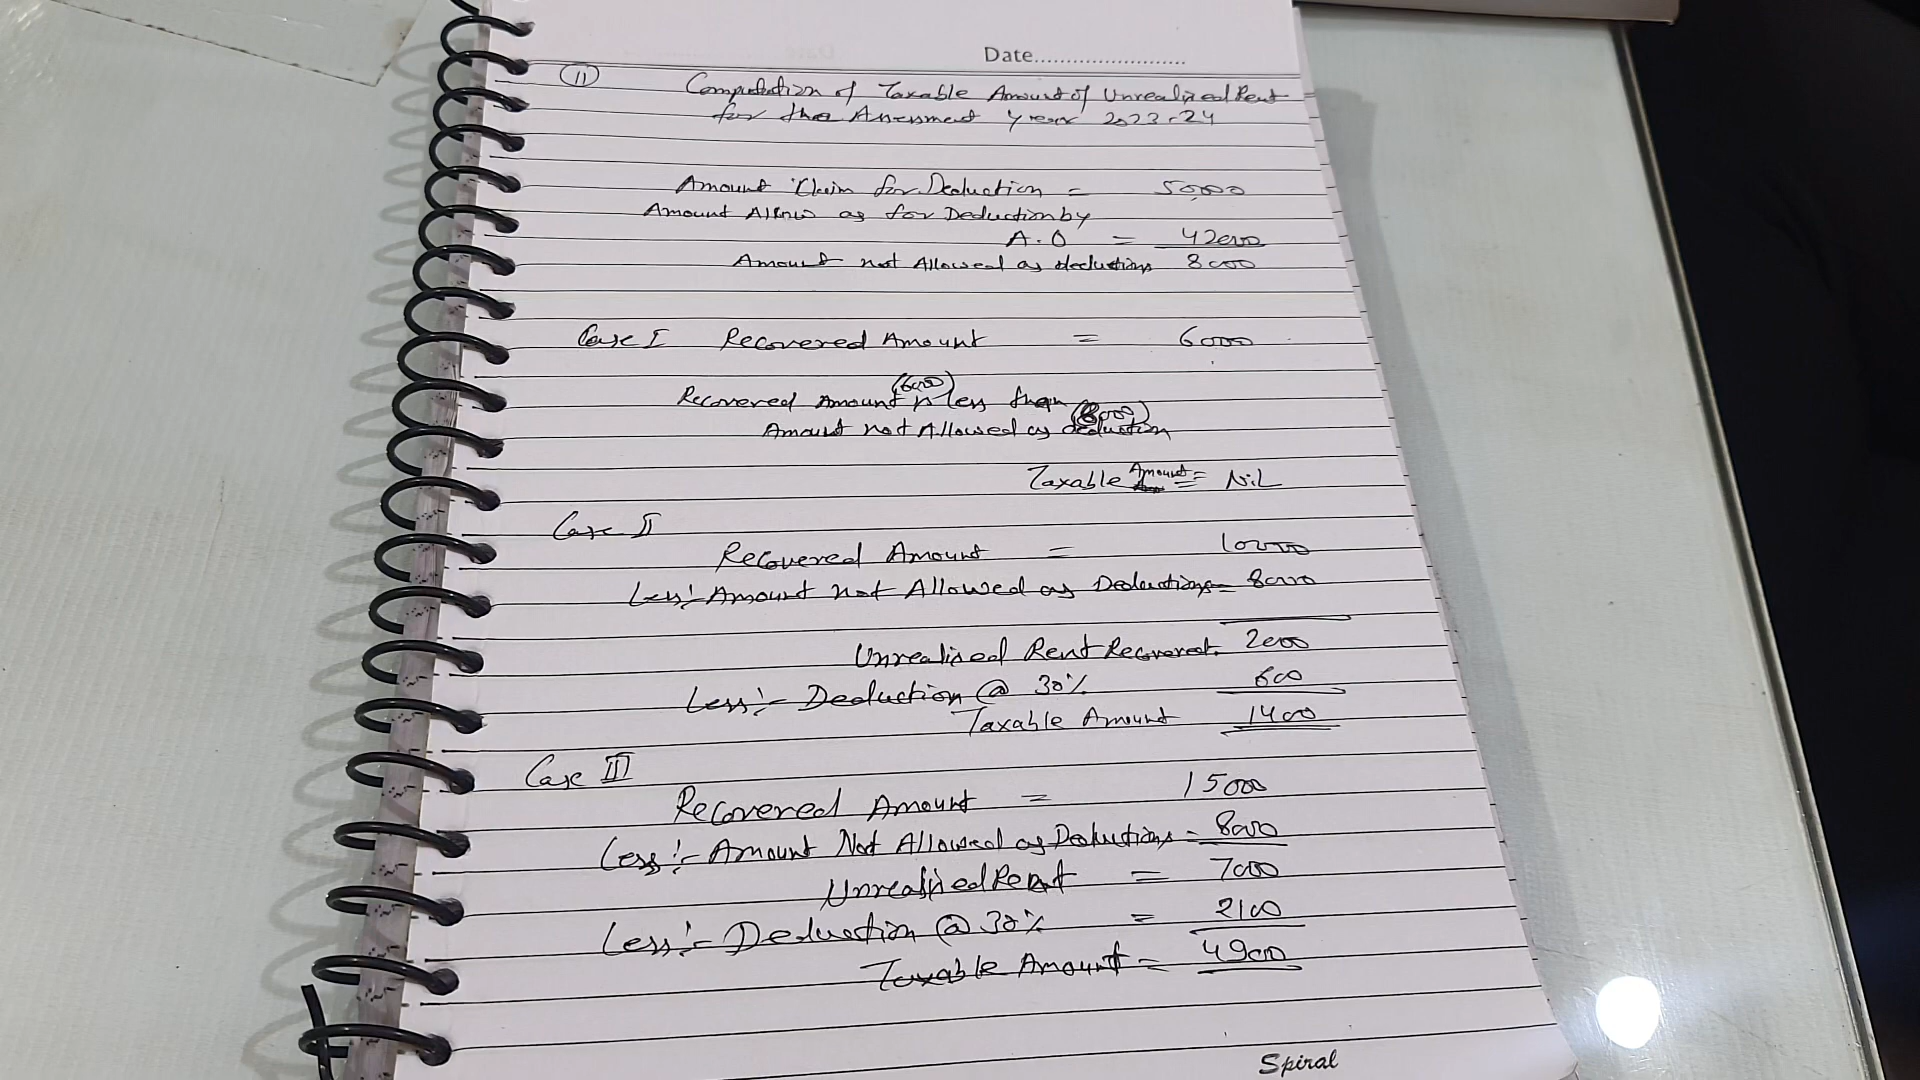 Date........................
11 Computation of Taxable Amount of Unrealised Rent
for the Assesment year 2023-24
Amount Claim for Deduction = 50,000
Amount Allow as for Deduction by
A.O = 42000
Amount not Allowed as deductions 8000
Case I Recovered Amount = 6000
(6000)
Recovered Amount is less than (8000)
Amount not Allowed as deduction
Taxable Amount = Nil
Case II
Recovered Amount = 10000
Less:- Amount not Allowed as Deductions = 8000
Unrealised Rent Recovered. 2000
Less:- Deduction @ 30% 600
Taxable Amount 1400
Case III
Recovered Amount = 15000
Less:- Amount Not Allowed as Deductions - 8000
Unrealised Rent = 7000
Less:- Deduction @ 30% = 2100
Taxable Amount = 4900
Spiral